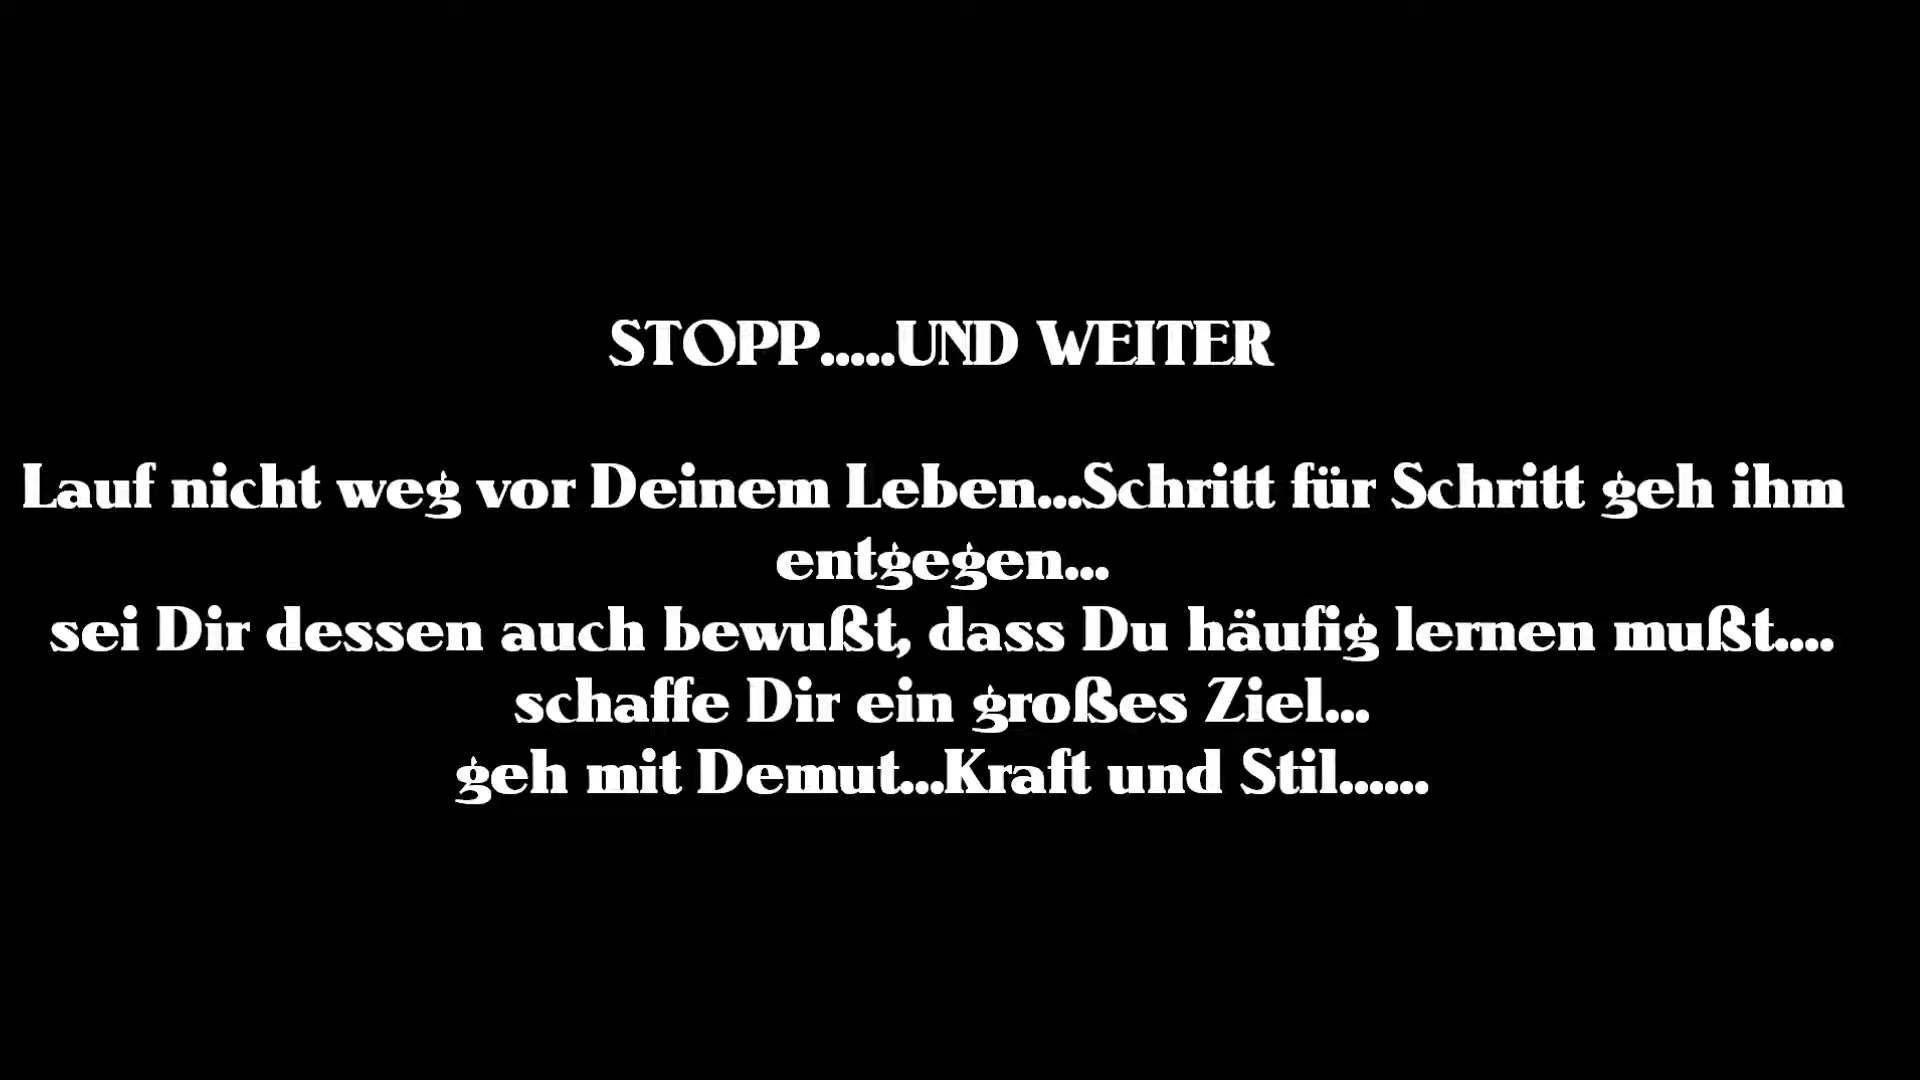 STOPP.....UND WEITER
Lauf nicht weg vor Deinem Leben...Schritt für Schritt geh ihm
entgegen...
sei Dir dessen auch bewußt, dass Du häufig lernen mußt....
schaffe Dir ein großes Ziel...
geh mit Demut...Kraft und Stil......